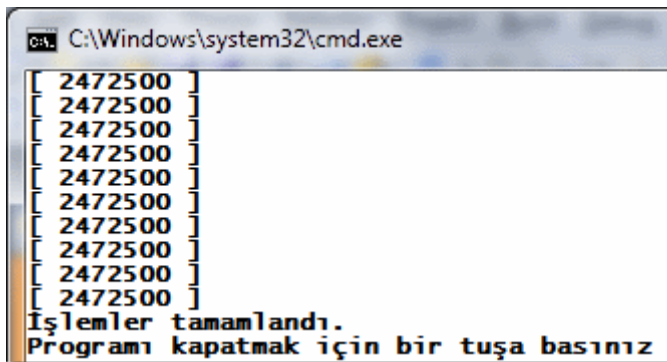 C:\Windows\system32\cmd.exe
[ 2472500 ]
[ 2472500 ]
[ 2472500 ]
[ 2472500 ]
[ 2472500 ]
[ 2472500 ]
[ 2472500 ]
[ 2472500 ]
[ 2472500 ]
[ 2472500 ]
İşlemler tamamlandı.
Programı kapatmak için bir tuşa basınız